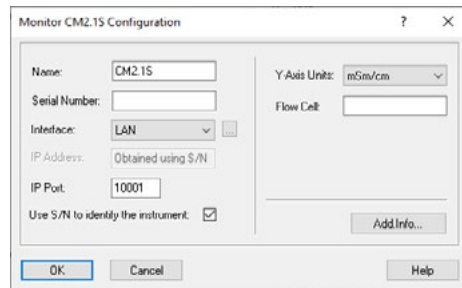 Monitor CM2.1S Configuration ?
Name: CM2.1S
Serial Number:
Interface: LAN ...
IP Address: Obtained using S/N
IP Port: 10001
Use S/N to identify the instrument:
Y-Axis Units: mSm/cm
Flow Cell:
Add.Info...
OK Cancel Help